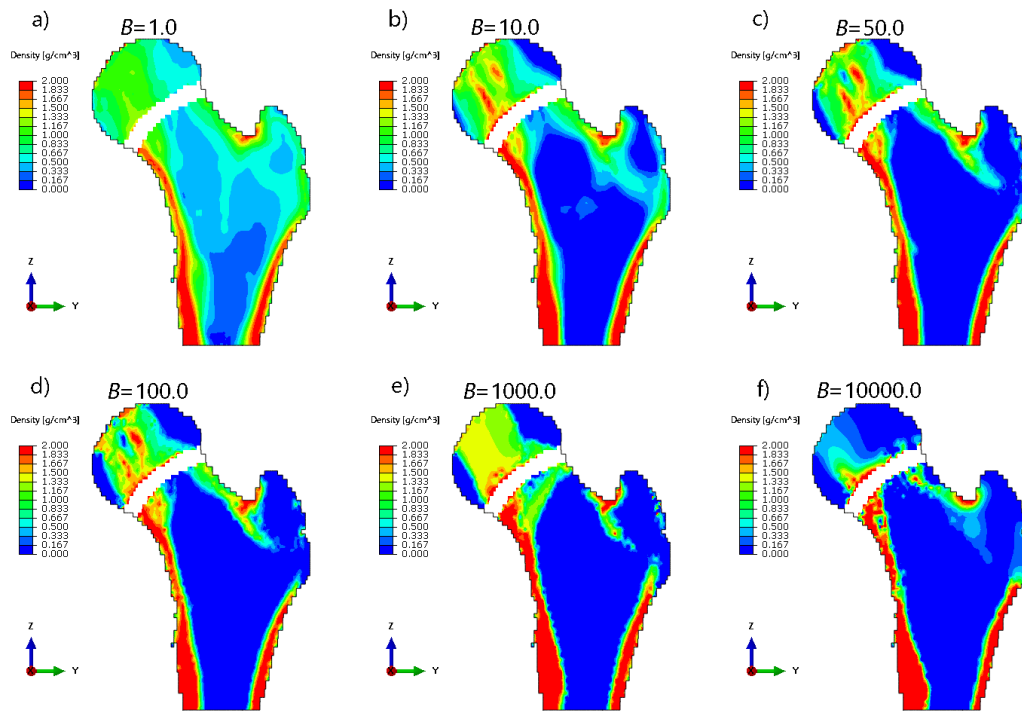 a)
B=1.0
Density [g/cm^3]
2.000
1.833
1.667
1.500
1.333
1.167
1.000
0.833
0.667
0.500
0.333
0.167
0.000
Z
X
Y
b)
B=10.0
Density [g/cm^3]
2.000
1.833
1.667
1.500
1.333
1.167
1.000
0.833
0.667
0.500
0.333
0.167
0.000
Z
X
Y
c)
B=50.0
Density [g/cm^3]
2.000
1.833
1.667
1.500
1.333
1.167
1.000
0.833
0.667
0.500
0.333
0.167
0.000
Z
X
Y
d)
B=100.0
Density [g/cm^3]
2.000
1.833
1.667
1.500
1.333
1.167
1.000
0.833
0.667
0.500
0.333
0.167
0.000
Z
X
Y
e)
B=1000.0
Density [g/cm^3]
2.000
1.833
1.667
1.500
1.333
1.167
1.000
0.833
0.667
0.500
0.333
0.167
0.000
Z
X
Y
f)
B=10000.0
Density [g/cm^3]
2.000
1.833
1.667
1.500
1.333
1.167
1.000
0.833
0.667
0.500
0.333
0.167
0.000
Z
X
Y